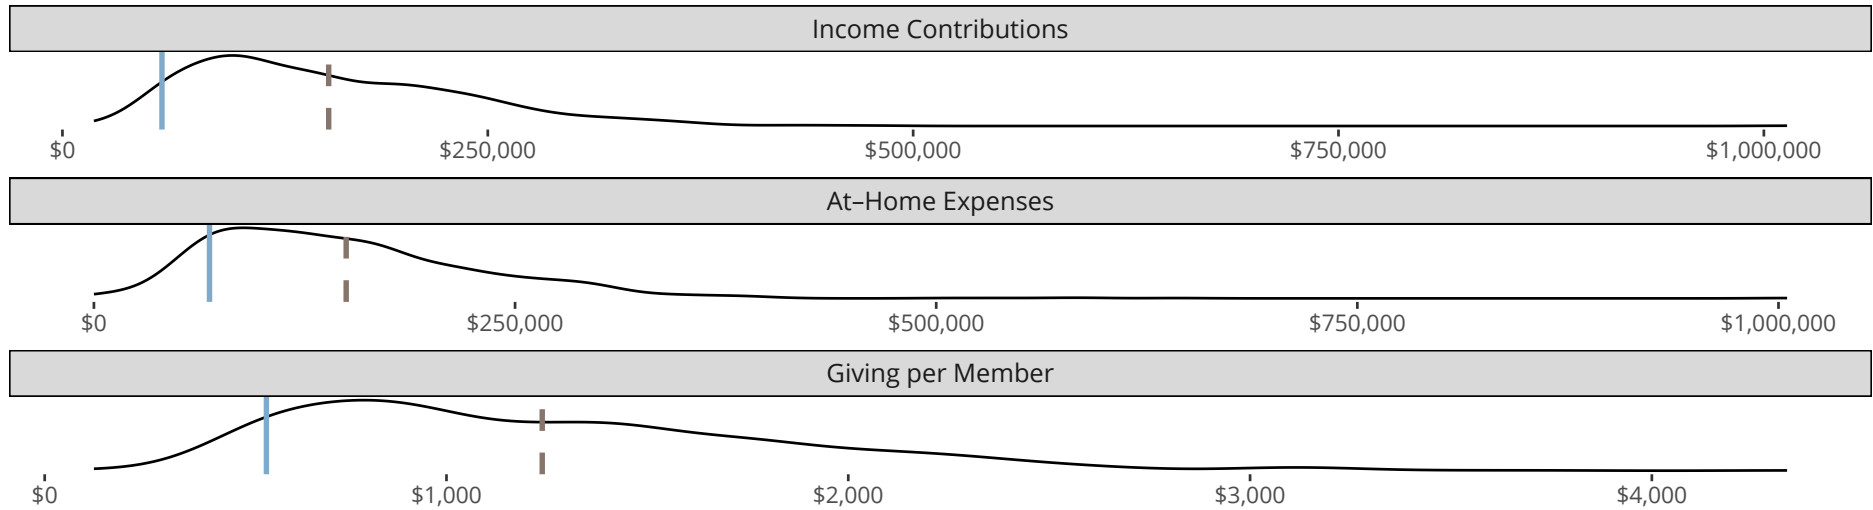 Income Contributions
$0 $250,000 $500,000 $750,000 $1,000,000
At–Home Expenses
$0 $250,000 $500,000 $750,000 $1,000,000
Giving per Member
$0 $1,000 $2,000 $3,000 $4,000